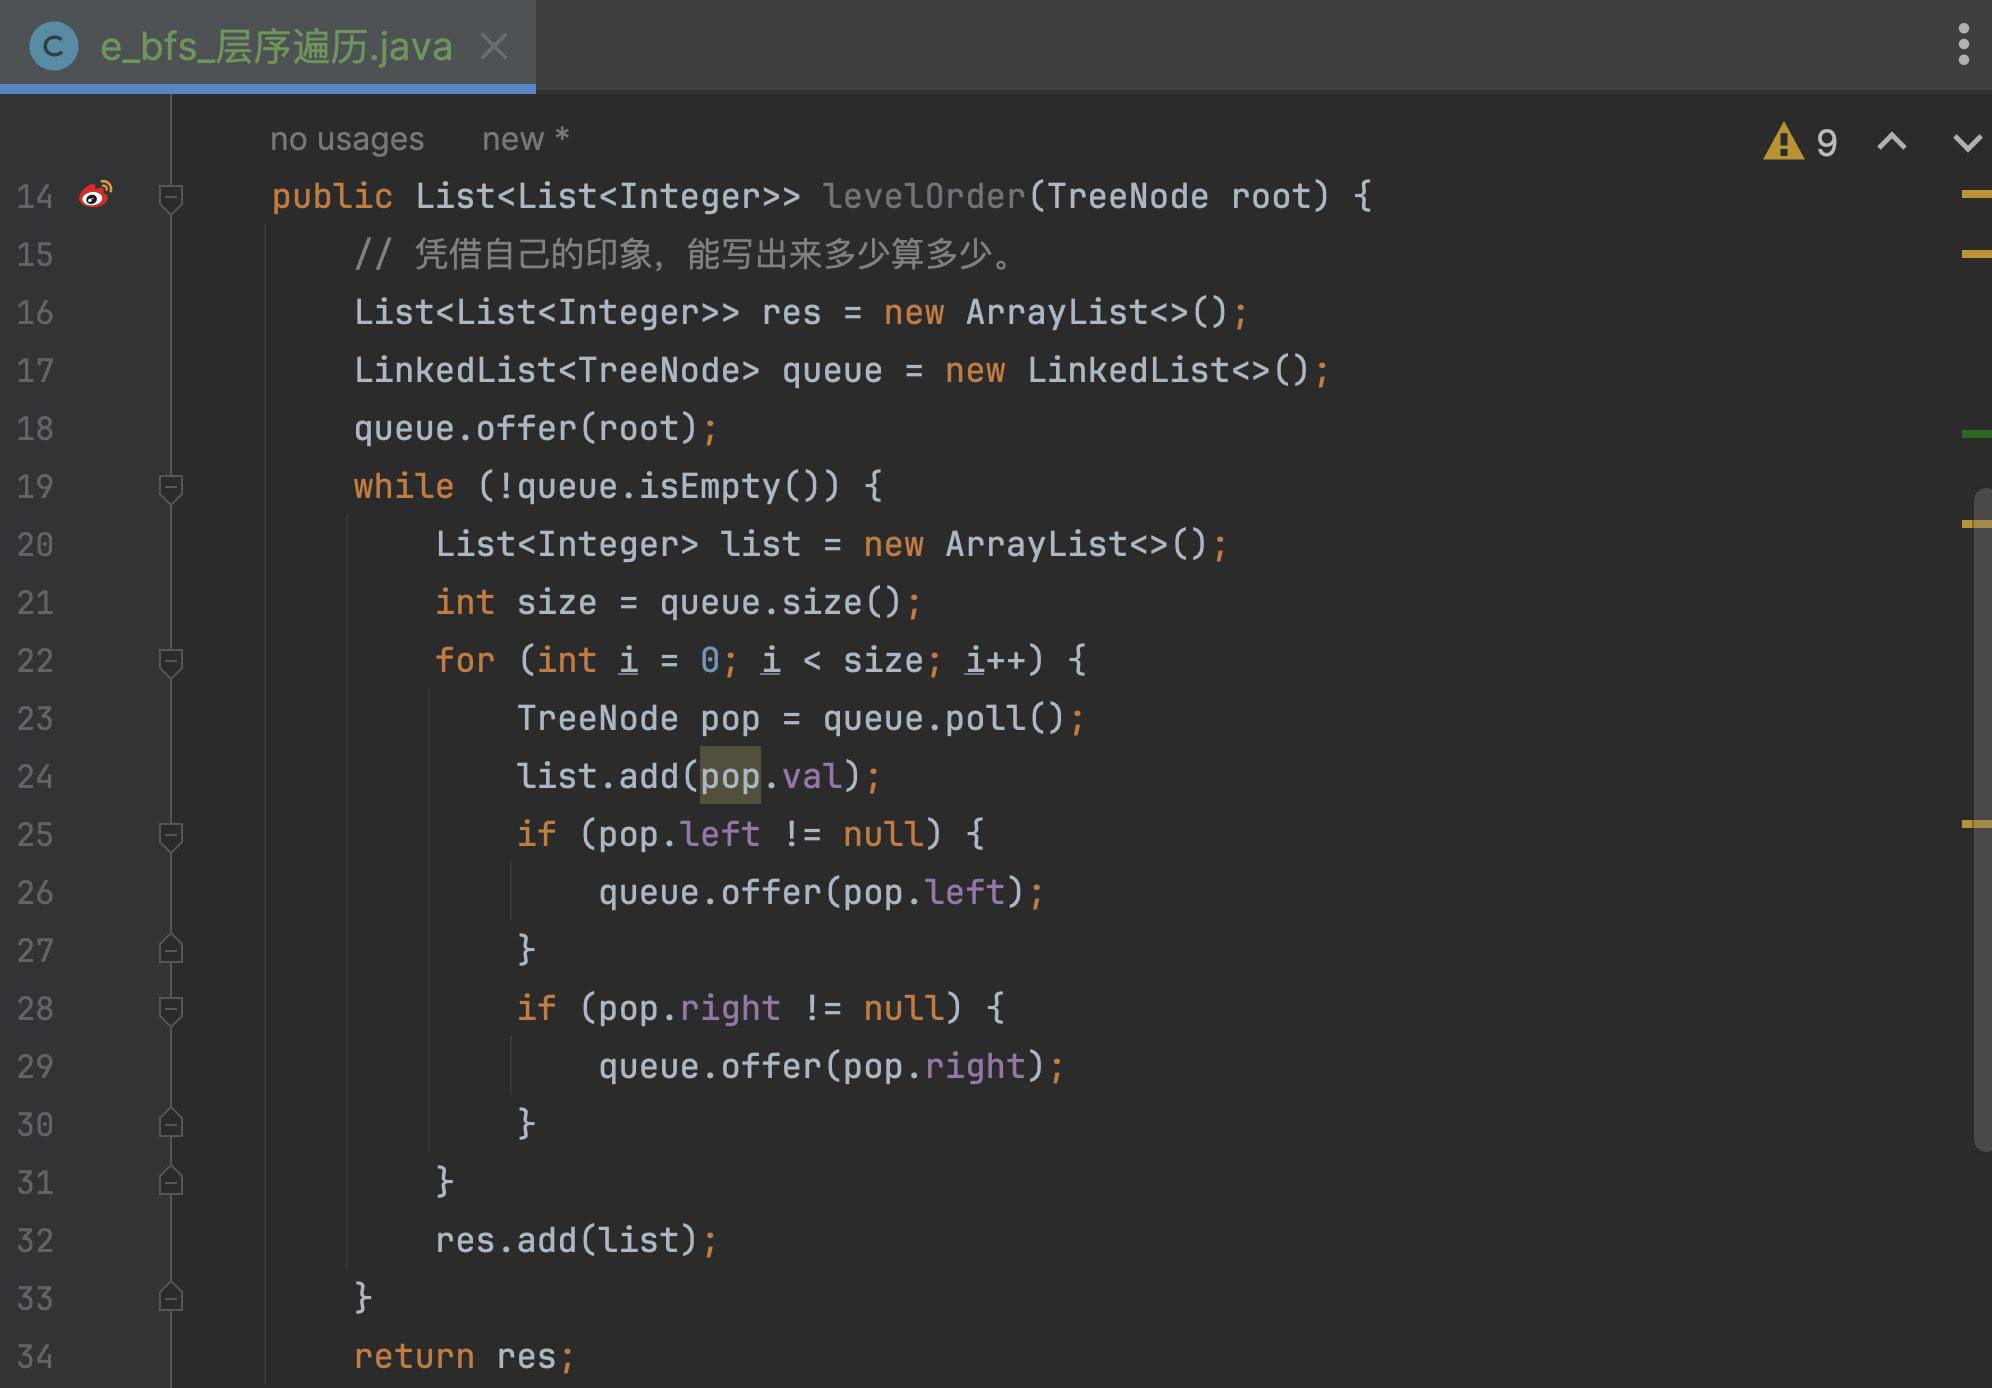 e_bfs_层序遍历.java
no usages new *
9
14 public List<List<Integer>> levelOrder(TreeNode root) {
15 // 凭借自己的印象，能写出来多少算多少。
16 List<List<Integer>> res = new ArrayList<>();
17 LinkedList<TreeNode> queue = new LinkedList<>();
18 queue.offer(root);
19 while (!queue.isEmpty()) {
20 List<Integer> list = new ArrayList<>();
21 int size = queue.size();
22 for (int i = 0; i < size; i++) {
23 TreeNode pop = queue.poll();
24 list.add(pop.val);
25 if (pop.left != null) {
26 queue.offer(pop.left);
27 }
28 if (pop.right != null) {
29 queue.offer(pop.right);
30 }
31 }
32 res.add(list);
33 }
34 return res;